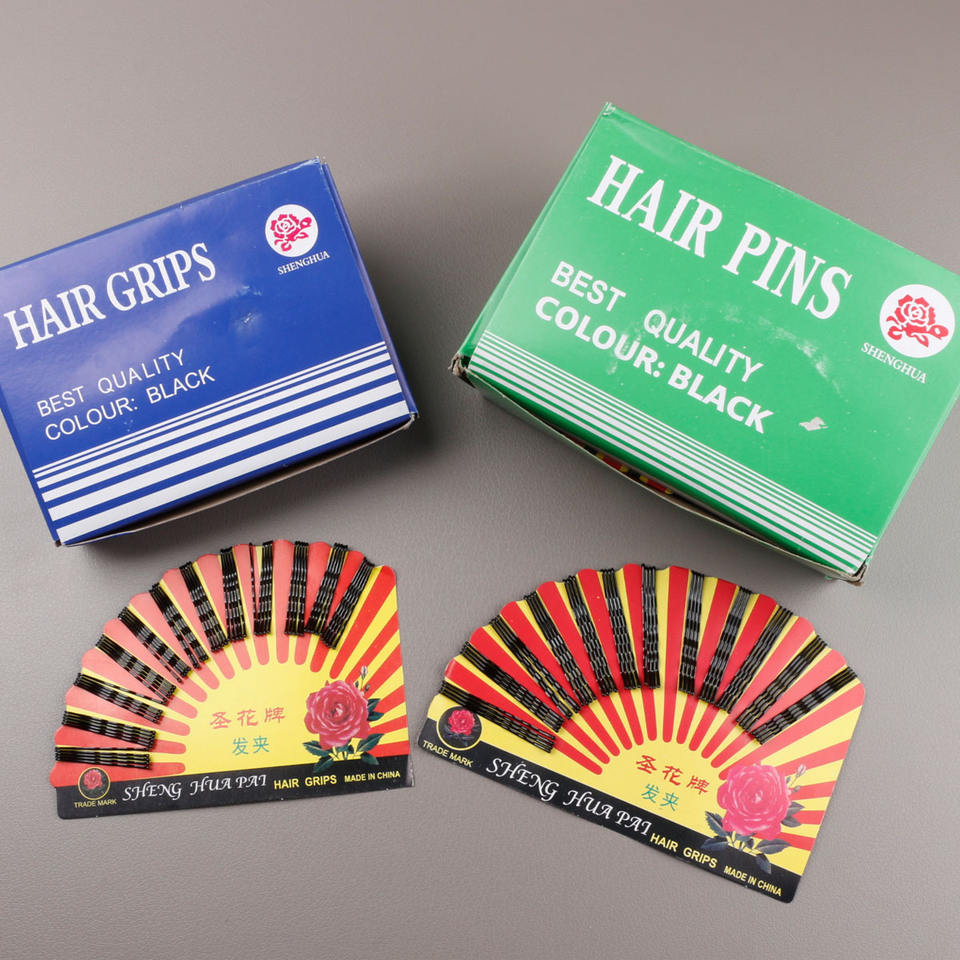 HAIR GRIPS
SHENGHUA
BEST QUALITY
COLOUR: BLACK
HAIR PINS
SHENGHUA
BEST QUALITY
COLOUR: BLACK
圣花牌
发夹
TRADE MARK
SHENG HUA PAI HAIR GRIPS MADE IN CHINA
圣花牌
发夹
TRADE MARK
SHENG HUA PAI HAIR GRIPS MADE IN CHINA